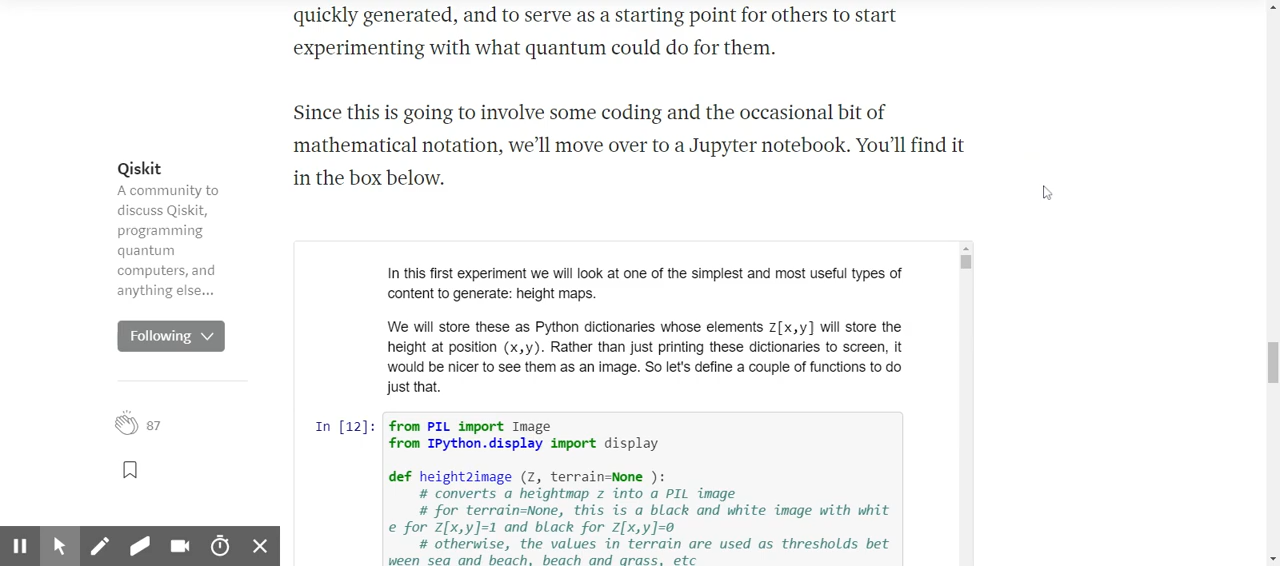 quickly generated, and to serve as a starting point for others to start
experimenting with what quantum could do for them.
Since this is going to involve some coding and the occasional bit of
mathematical notation, we’ll move over to a Jupyter notebook. You’ll find it
in the box below.
Qiskit
A community to
discuss Qiskit,
programming
quantum
computers, and
anything else...
Following
87
In this first experiment we will look at one of the simplest and most useful types of
content to generate: height maps.
We will store these as Python dictionaries whose elements Z[x,y] will store the
height at position (x,y). Rather than just printing these dictionaries to screen, it
would be nicer to see them as an image. So let's define a couple of functions to do
just that.
In [12]: from PIL import Image
from IPython.display import display
def height2image (Z, terrain=None ):
# converts a heightmap z into a PIL image
# for terrain=None, this is a black and white image with whit
e for Z[x,y]=1 and black for Z[x,y]=0
# otherwise, the values in terrain are used as thresholds bet
ween sea and beach, beach and grass, etc